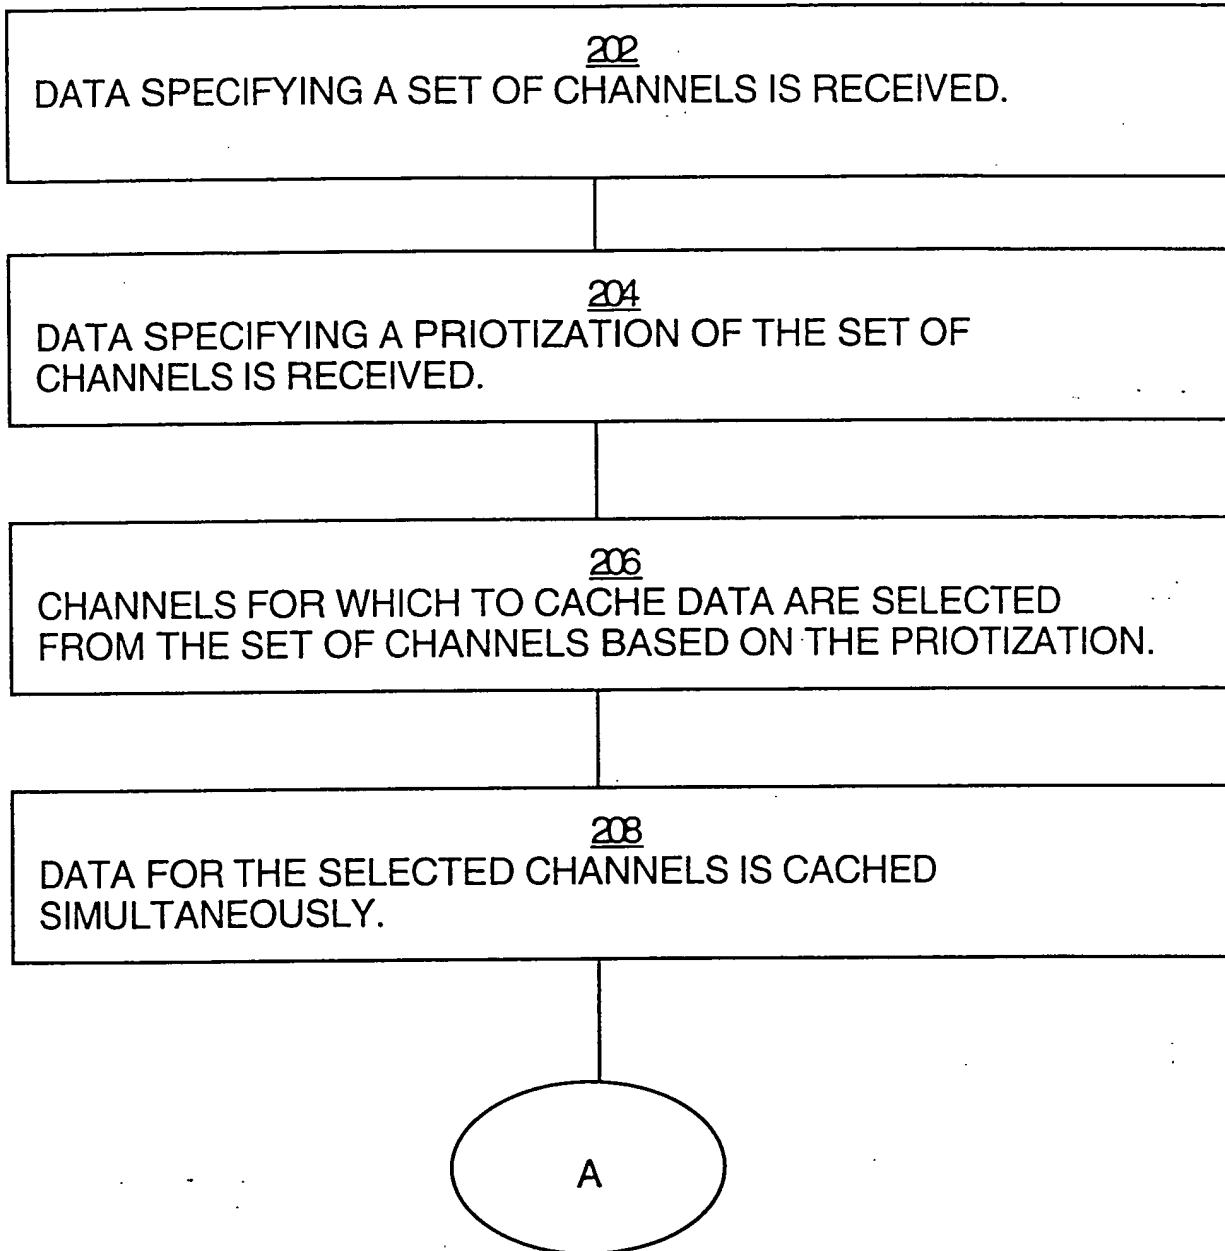 202
DATA SPECIFYING A SET OF CHANNELS IS RECEIVED.
204
DATA SPECIFYING A PRIOTIZATION OF THE SET OF
CHANNELS IS RECEIVED.
206
CHANNELS FOR WHICH TO CACHE DATA ARE SELECTED
FROM THE SET OF CHANNELS BASED ON THE PRIOTIZATION.
208
DATA FOR THE SELECTED CHANNELS IS CACHED
SIMULTANEOUSLY.
A